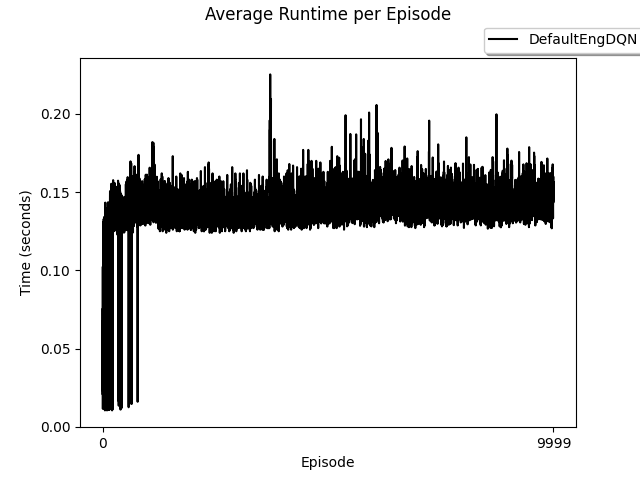 Average Runtime per Episode
DefaultEngDQN
0.20
0.15
0.10
0.05
0.00
Time (seconds)
0
9999
Episode